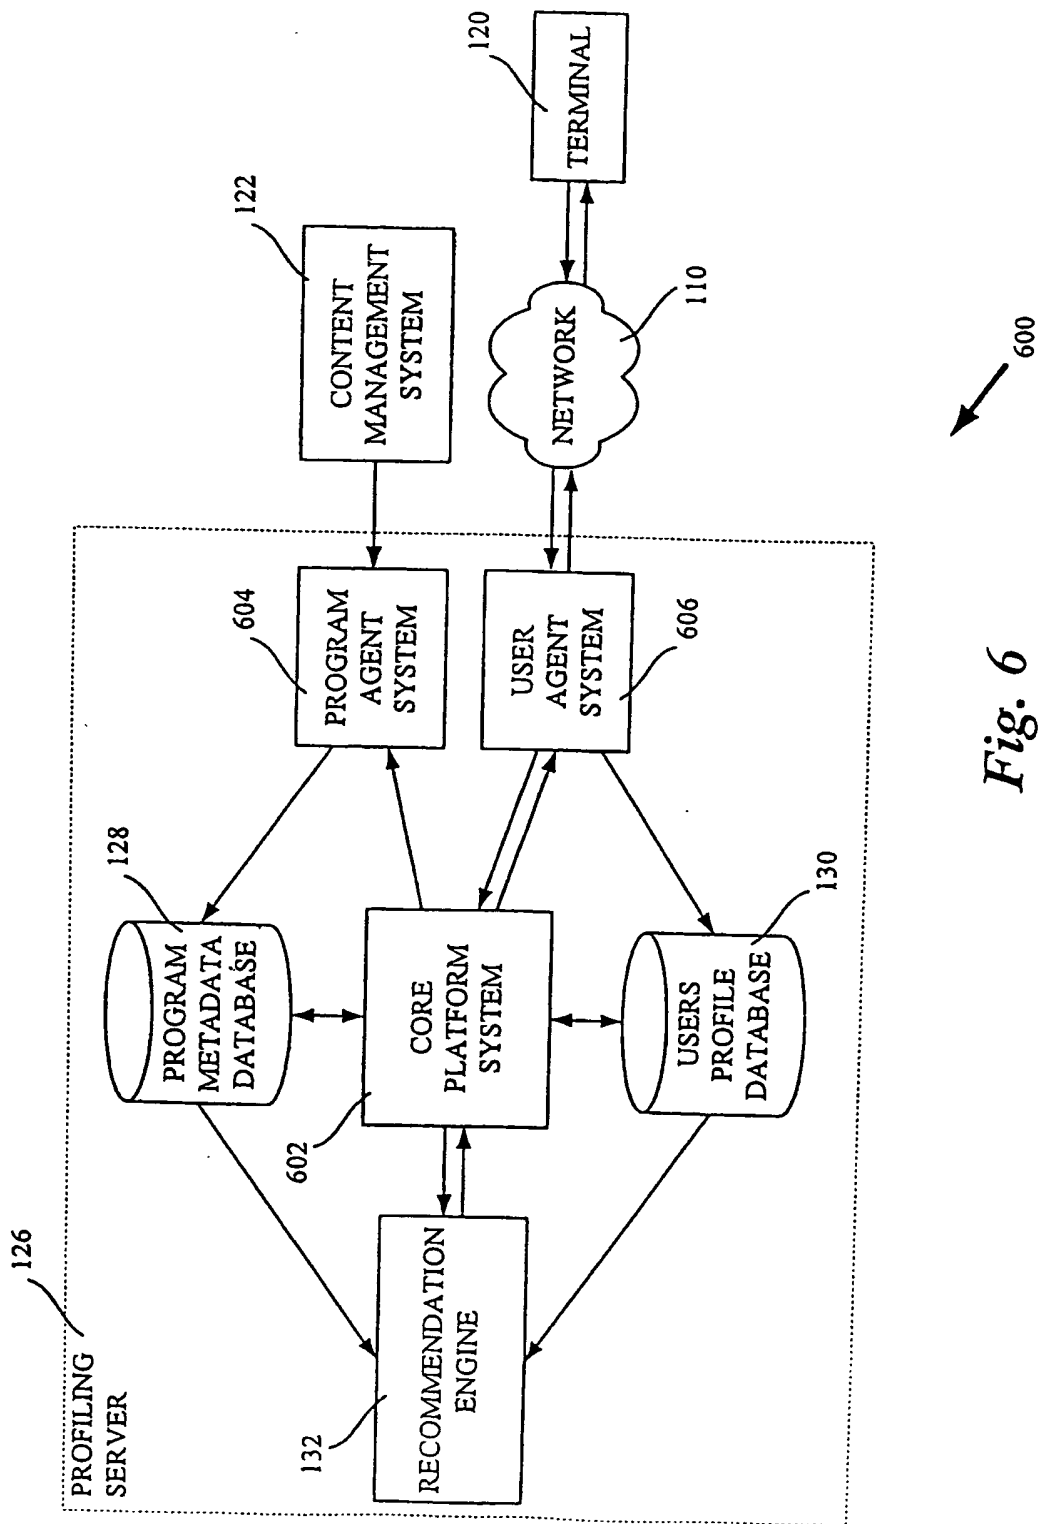 PROFILING
SERVER
126
RECOMMENDATION
ENGINE
132
PROGRAM
METADATA
DATABASE
128
CORE
PLATFORM
SYSTEM
602
USERS
PROFILE
DATABASE
130
PROGRAM
AGENT
SYSTEM
604
USER
AGENT
SYSTEM
606
CONTENT
MANAGEMENT
SYSTEM
122
NETWORK
110
TERMINAL
120
600
Fig. 6